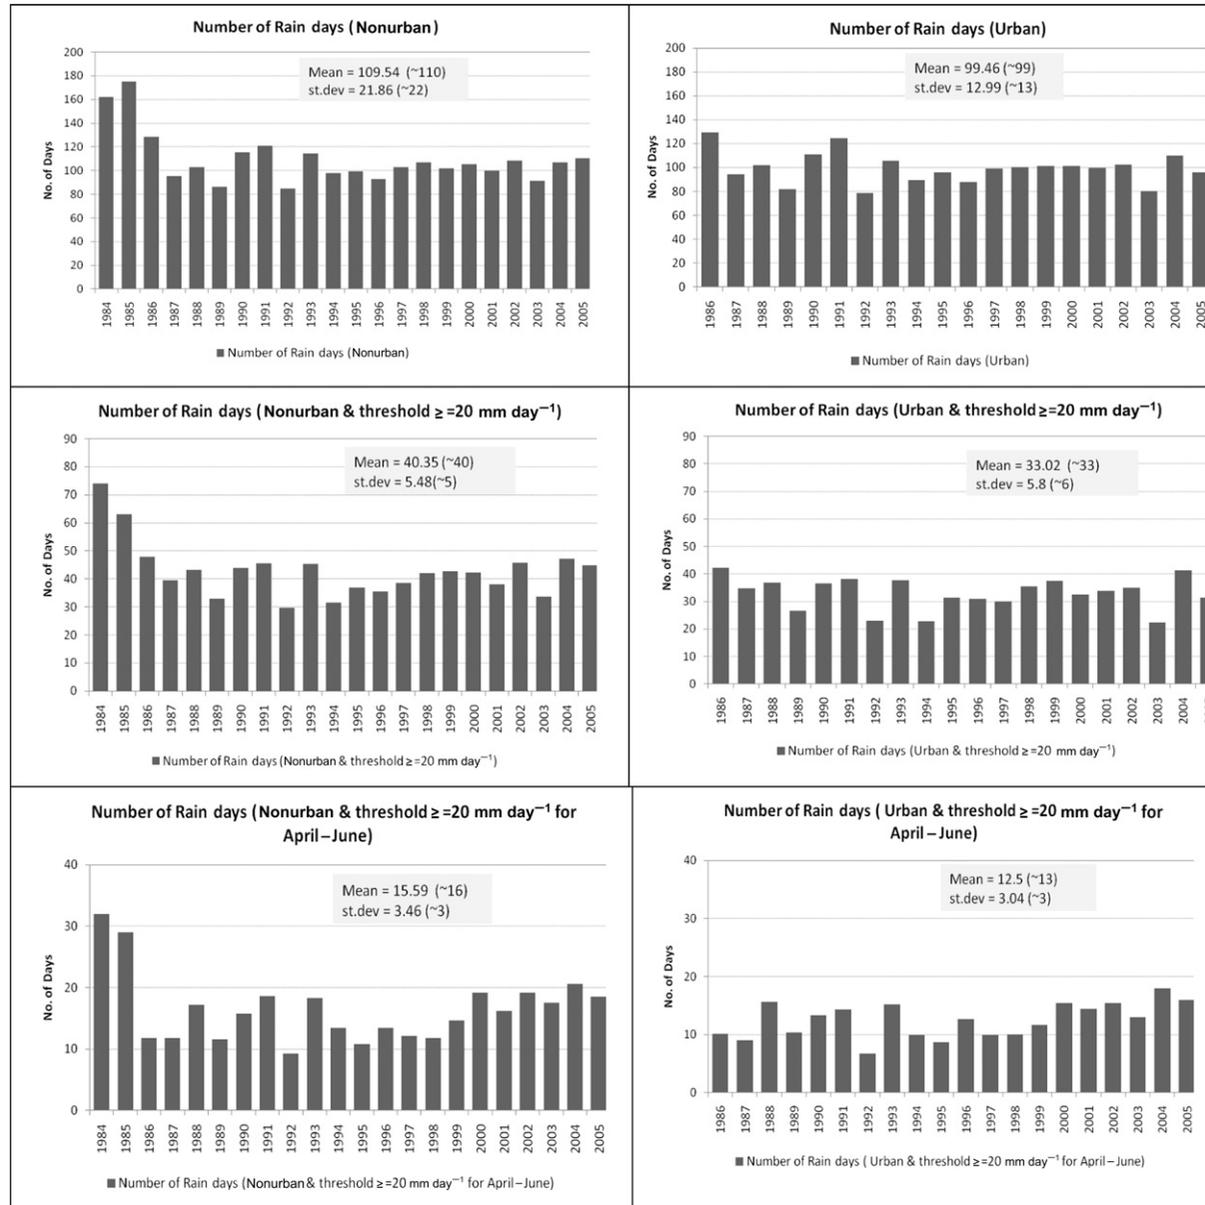 Number of Rain days (Nonurban)
Mean = 109.54 (~110)
st.dev = 21.86 (~22)
No. of Days
200
180
160
140
120
100
80
60
40
20
0
1984 1985 1986 1987 1988 1989 1990 1991 1992 1993 1994 1995 1996 1997 1998 1999 2000 2001 2002 2003 2004 2005
Number of Rain days (Nonurban)
Number of Rain days (Urban)
Mean = 99.46 (~99)
st.dev = 12.99 (~13)
No. of Days
200
180
160
140
120
100
80
60
40
20
0
1986 1987 1988 1989 1990 1991 1992 1993 1994 1995 1996 1997 1998 1999 2000 2001 2002 2003 2004 2005
Number of Rain days (Urban)
Number of Rain days (Nonurban & threshold ≥=20 mm day⁻¹)
Mean = 40.35 (~40)
st.dev = 5.48(~5)
No. of Days
90
80
70
60
50
40
30
20
10
0
1984 1985 1986 1987 1988 1989 1990 1991 1992 1993 1994 1995 1996 1997 1998 1999 2000 2001 2002 2003 2004 2005
Number of Rain days (Nonurban & threshold ≥=20 mm day⁻¹)
Number of Rain days (Urban & threshold ≥=20 mm day⁻¹)
Mean = 33.02 (~33)
st.dev = 5.8 (~6)
No. of Days
90
80
70
60
50
40
30
20
10
0
1986 1987 1988 1989 1990 1991 1992 1993 1994 1995 1996 1997 1998 1999 2000 2001 2002 2003 2004
Number of Rain days (Urban & threshold ≥=20 mm day⁻¹)
Number of Rain days (Nonurban & threshold ≥=20 mm day⁻¹ for
April–June)
Mean = 15.59 (~16)
st.dev = 3.46 (~3)
No. of Days
40
30
20
10
0
1984 1985 1986 1987 1988 1989 1990 1991 1992 1993 1994 1995 1996 1997 1998 1999 2000 2001 2002 2003 2004 2005
Number of Rain days (Nonurban & threshold ≥=20 mm day⁻¹ for April–June)
Number of Rain days ( Urban & threshold ≥=20 mm day⁻¹ for
April–June)
Mean = 12.5 (~13)
st.dev = 3.04 (~3)
No. of Days
40
30
20
10
0
1986 1987 1988 1989 1990 1991 1992 1993 1994 1995 1996 1997 1998 1999 2000 2001 2002 2003 2004 2005
Number of Rain days ( Urban & threshold ≥=20 mm day⁻¹ for April–June)